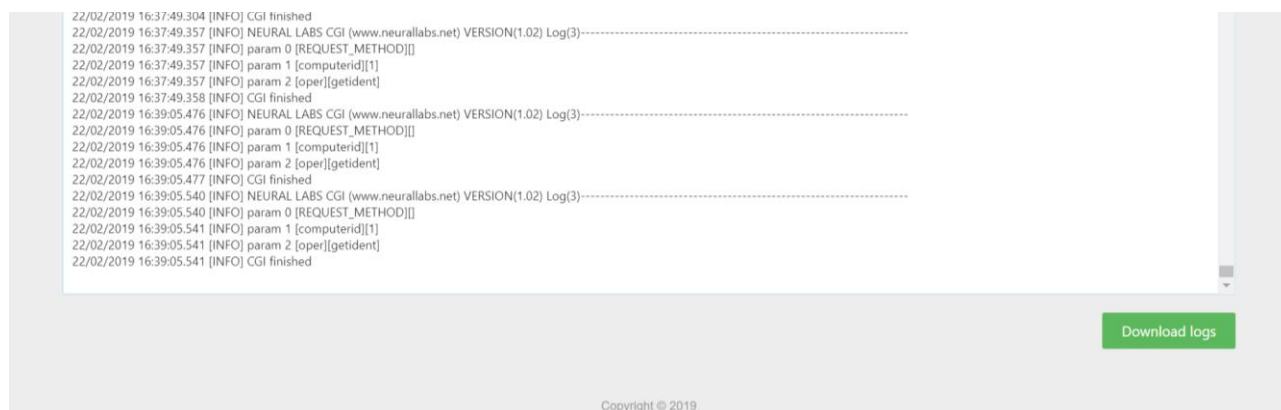 22/02/2019 16:37:49.304 [INFO] CGI finished
22/02/2019 16:37:49.357 [INFO] NEURAL LABS CGI (www.neurallabs.net) VERSION(1.02) Log(3)--------------------------------------------------------------------------------
22/02/2019 16:37:49.357 [INFO] param 0 [REQUEST_METHOD][]
22/02/2019 16:37:49.357 [INFO] param 1 [computerid][1]
22/02/2019 16:37:49.357 [INFO] param 2 [oper][getident]
22/02/2019 16:37:49.358 [INFO] CGI finished
22/02/2019 16:39:05.476 [INFO] NEURAL LABS CGI (www.neurallabs.net) VERSION(1.02) Log(3)--------------------------------------------------------------------------------
22/02/2019 16:39:05.476 [INFO] param 0 [REQUEST_METHOD][]
22/02/2019 16:39:05.476 [INFO] param 1 [computerid][1]
22/02/2019 16:39:05.476 [INFO] param 2 [oper][getident]
22/02/2019 16:39:05.477 [INFO] CGI finished
22/02/2019 16:39:05.540 [INFO] NEURAL LABS CGI (www.neurallabs.net) VERSION(1.02) Log(3)--------------------------------------------------------------------------------
22/02/2019 16:39:05.540 [INFO] param 0 [REQUEST_METHOD][]
22/02/2019 16:39:05.541 [INFO] param 1 [computerid][1]
22/02/2019 16:39:05.541 [INFO] param 2 [oper][getident]
22/02/2019 16:39:05.541 [INFO] CGI finished
Download logs
Copyright © 2019